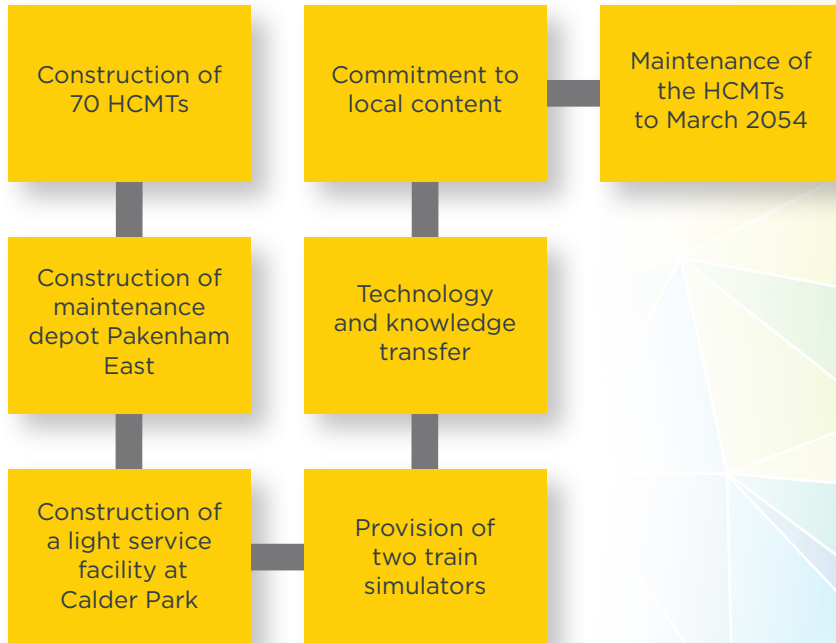 Construction of
70 HCMTs
Construction of
maintenance
depot Pakenham
East
Construction of
a light service
facility at
Calder Park
Provision of
two train
simulators
Technology
and knowledge
transfer
Commitment to
local content
Maintenance of
the HCMTs
to March 2054